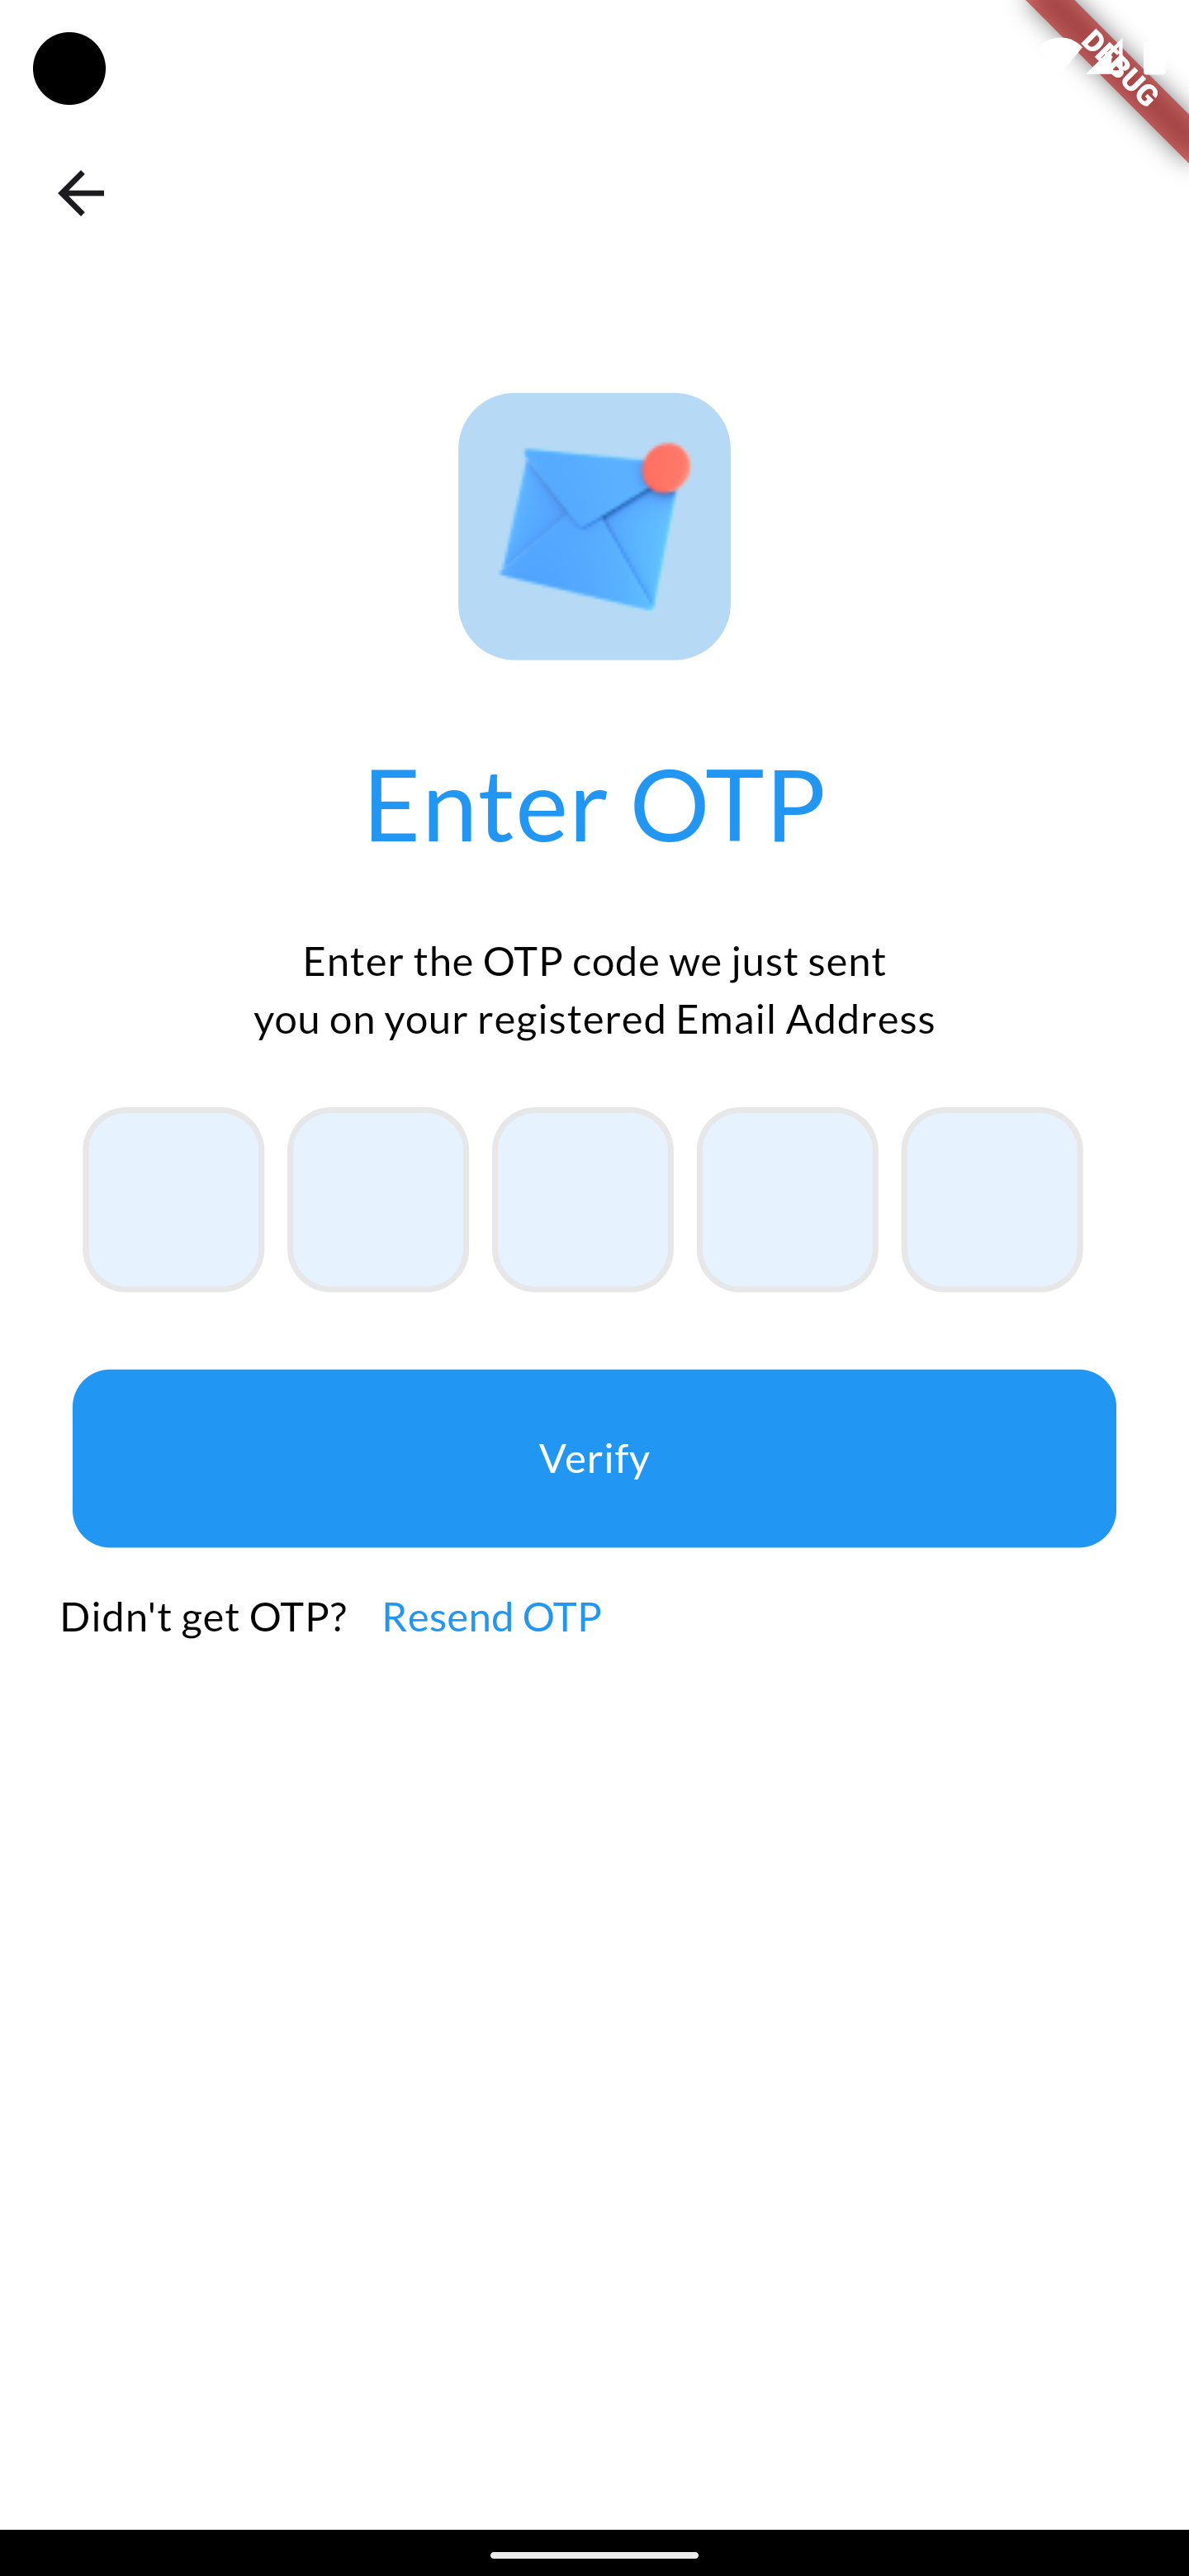 DEBUG
Enter OTP
Enter the OTP code we just sent
you on your registered Email Address
Verify
Didn't get OTP? Resend OTP